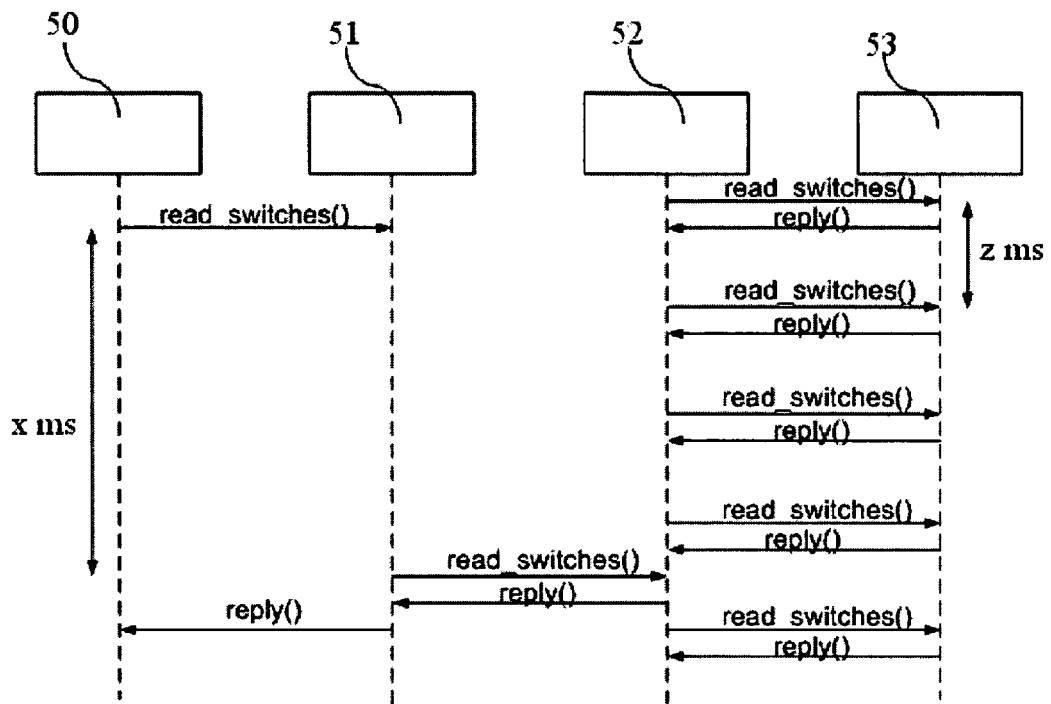 50
51
52
53
read_switches()
read_switches()
reply()
z ms
read_switches()
reply()
read_switches()
x ms
reply()
read_switches()
reply()
read_switches()
reply()
reply()
read_switches()
reply()